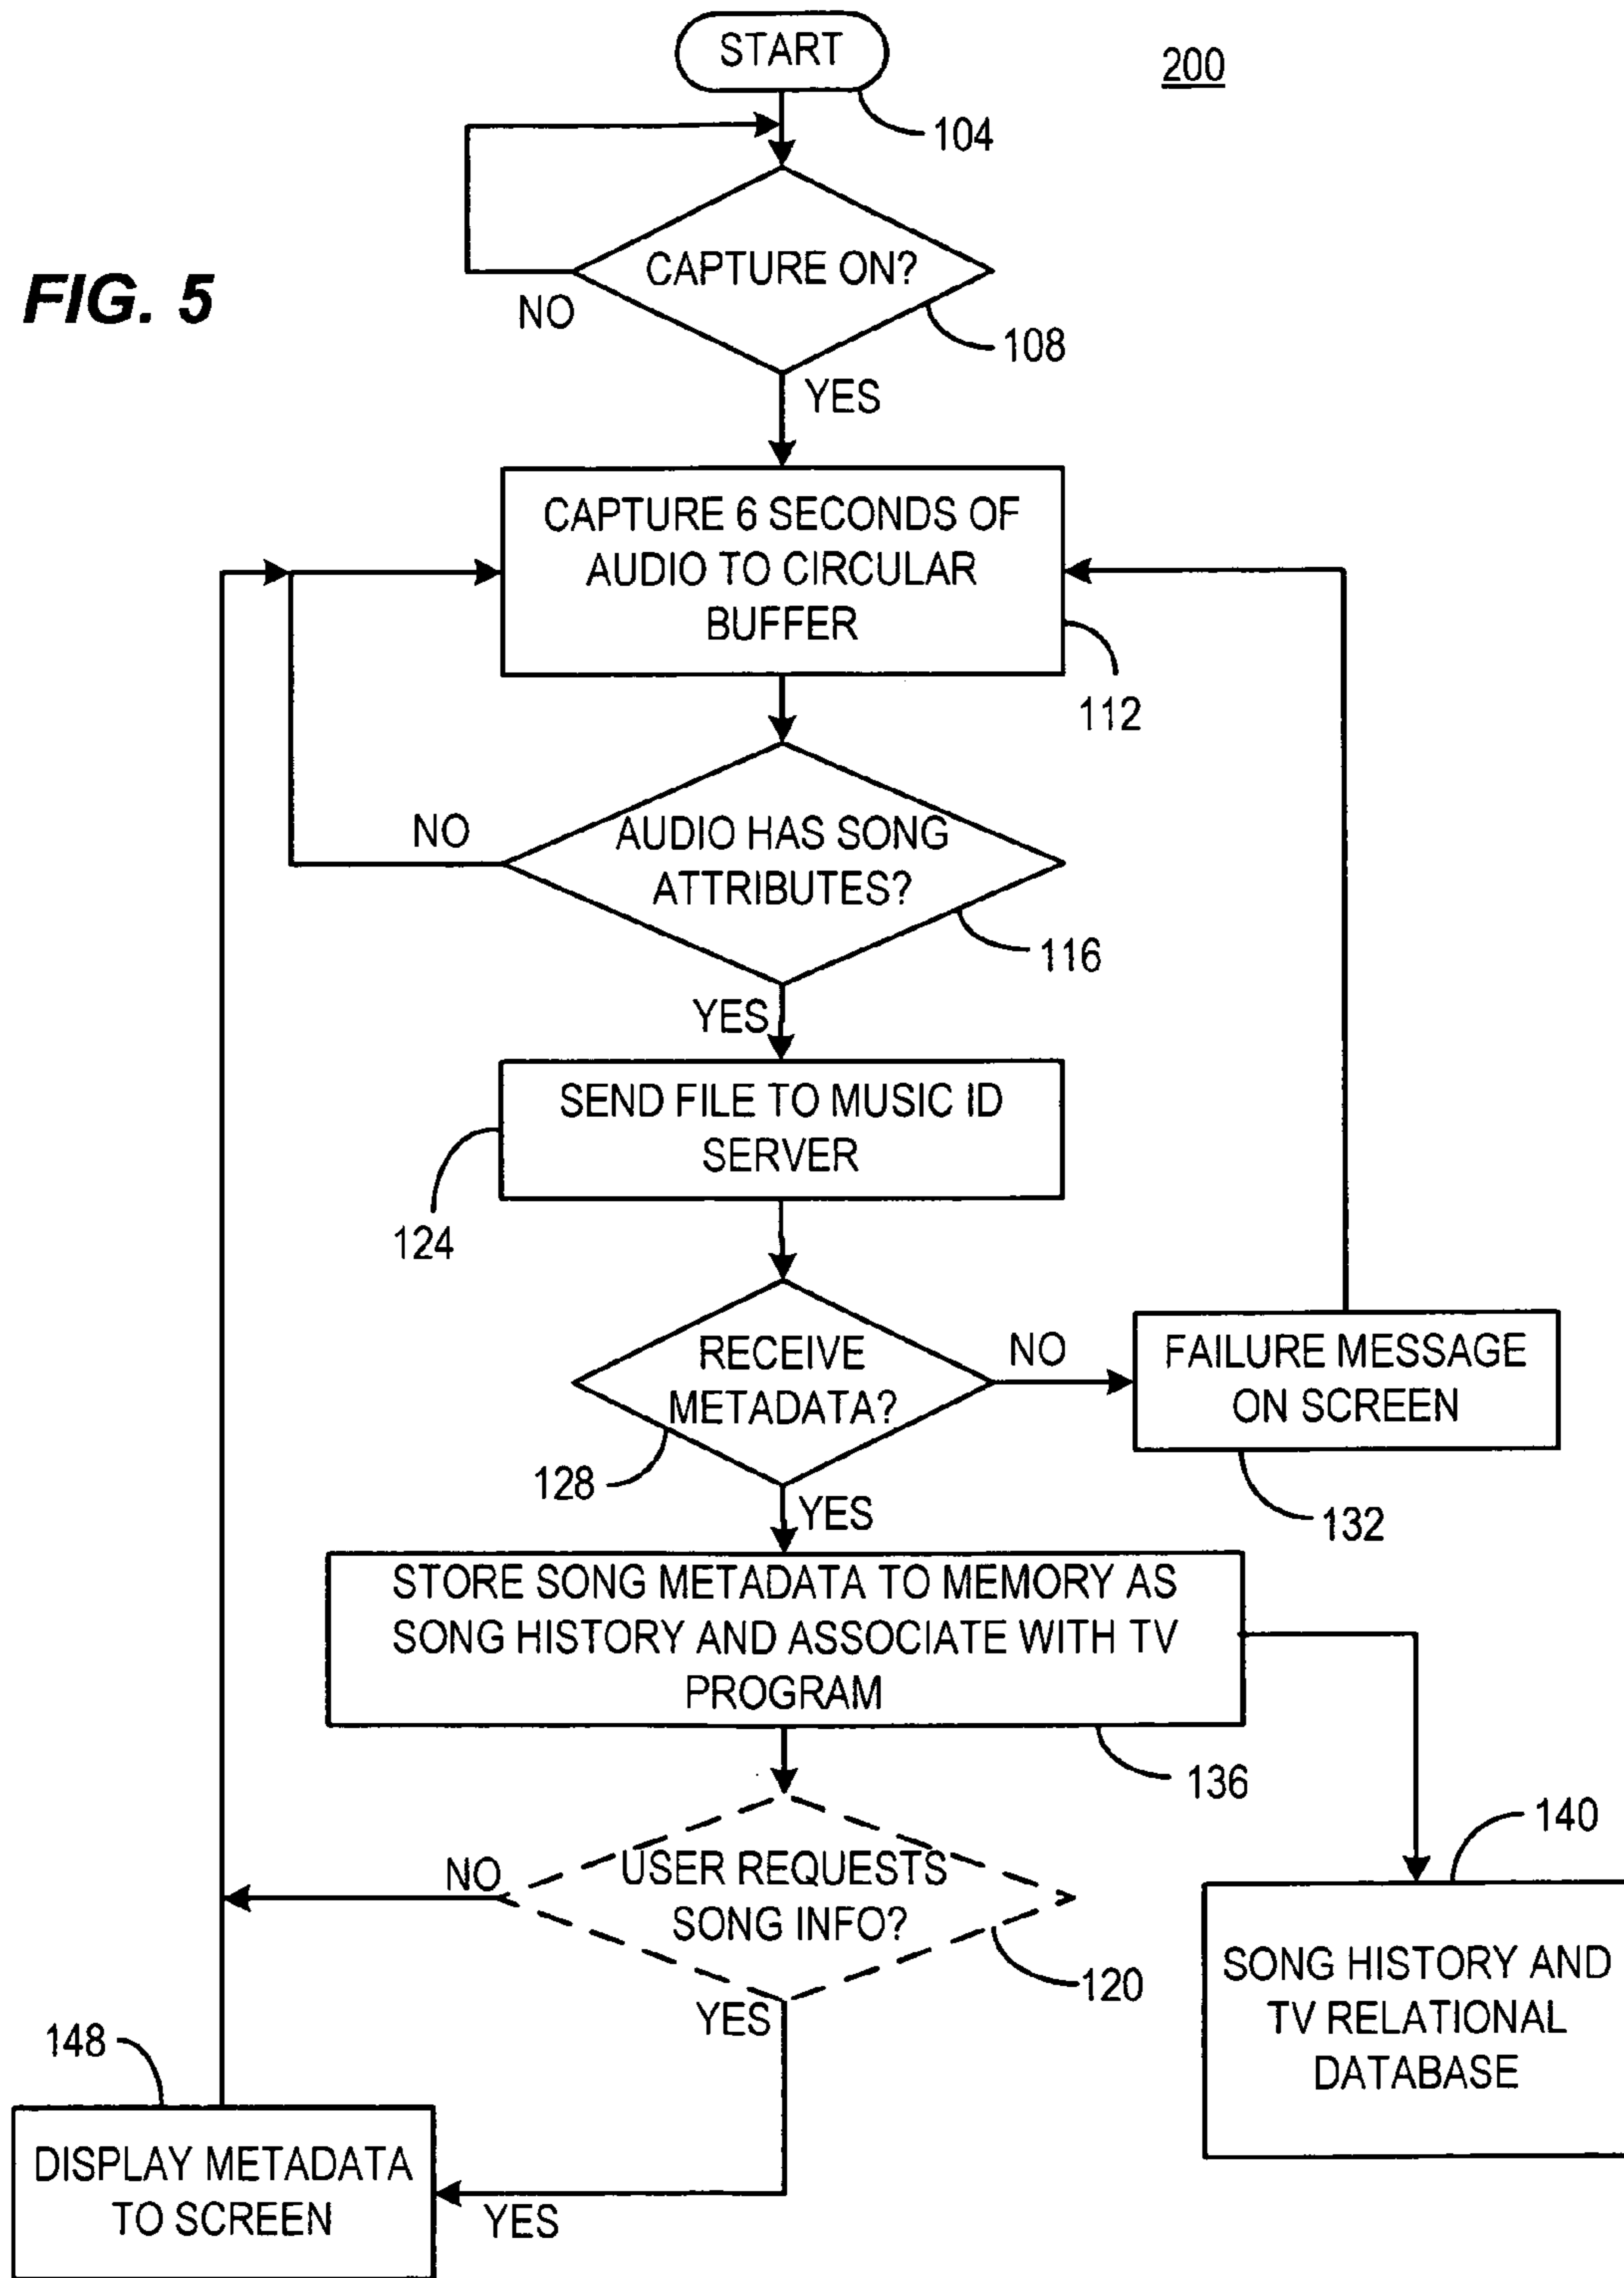 START
200
104
FIG. 5
CAPTURE ON?
NO
108
YES
CAPTURE 6 SECONDS OF
AUDIO TO CIRCULAR
BUFFER
112
NO
AUDIO HAS SONG
ATTRIBUTES?
116
YES
SEND FILE TO MUSIC ID
SERVER
124
RECEIVE
METADATA?
NO
FAILURE MESSAGE
ON SCREEN
128
132
YES
STORE SONG METADATA TO MEMORY AS
SONG HISTORY AND ASSOCIATE WITH TV
PROGRAM
136
140
NO
USER REQUESTS
SONG INFO?
120
YES
SONG HISTORY AND
TV RELATIONAL
DATABASE
148
DISPLAY METADATA
TO SCREEN
YES